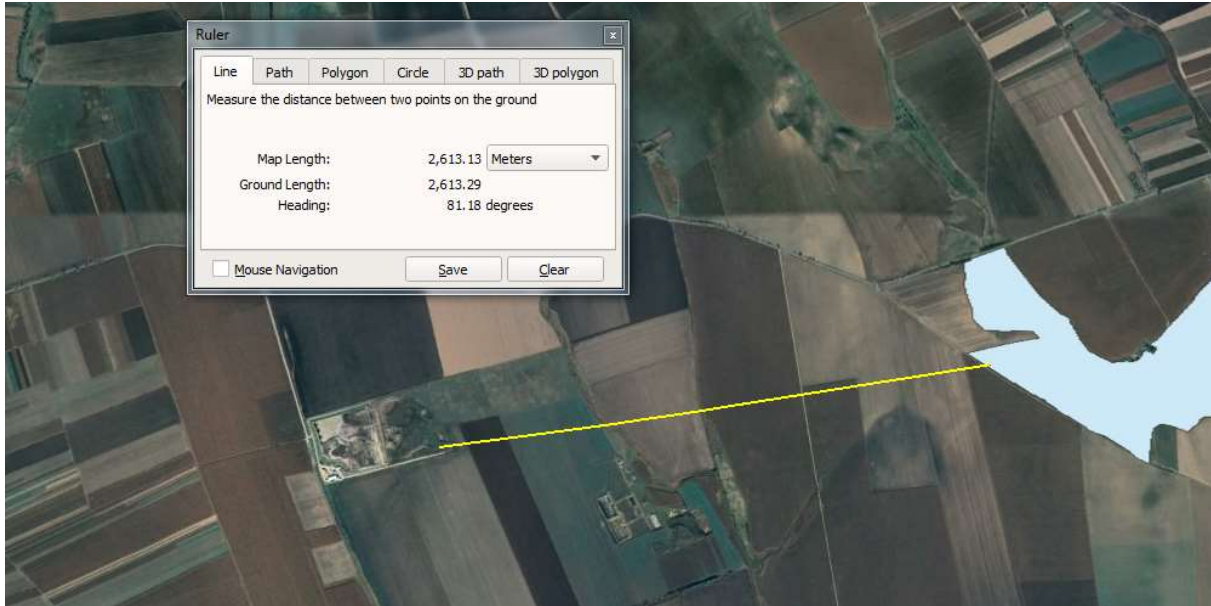 Ruler
Line Path Polygon Circle 3D path 3D polygon
Measure the distance between two points on the ground
Map Length: 2,613.13 Meters
Ground Length: 2,613.29
Heading: 81.18 degrees
Mouse Navigation Save Clear